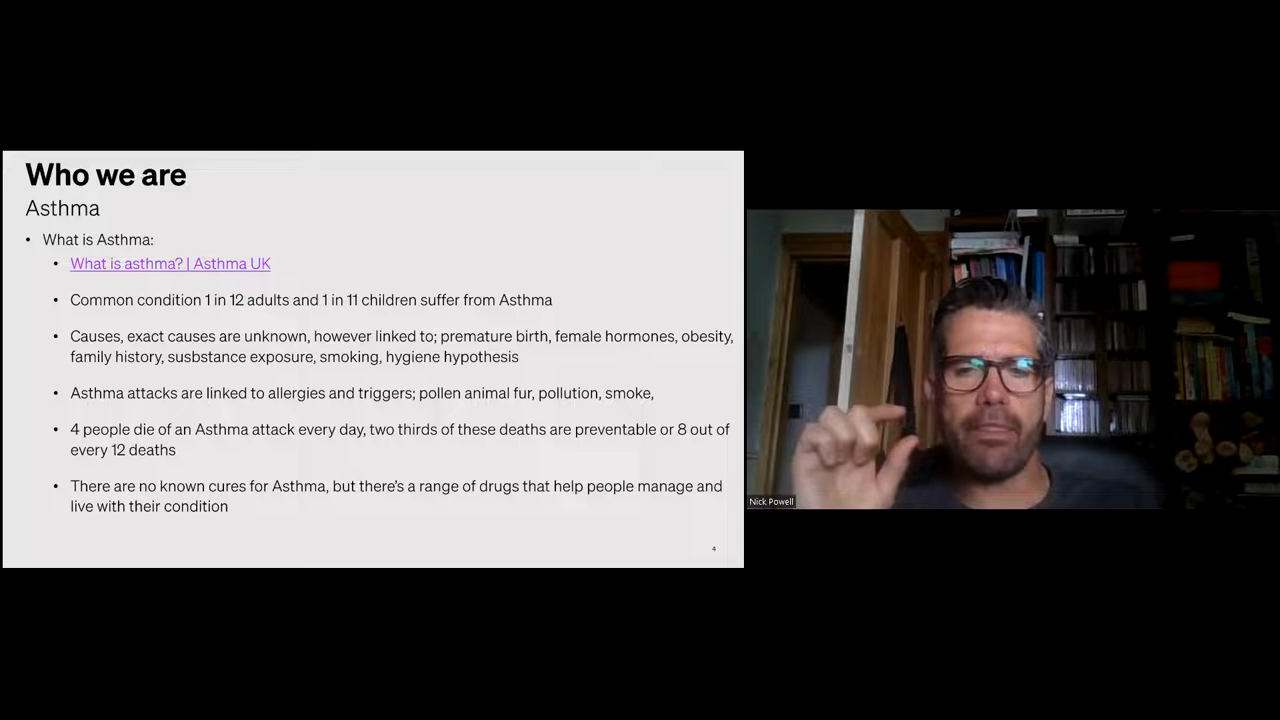 Who we are
Asthma
• What is Asthma:
• What is asthma? | Asthma UK
• Common condition 1 in 12 adults and 1 in 11 children suffer from Asthma
• Causes, exact causes are unknown, however linked to; premature birth, female hormones, obesity,
family history, susbstance exposure, smoking, hygiene hypothesis
• Asthma attacks are linked to allergies and triggers; pollen animal fur, pollution, smoke,
• 4 people die of an Asthma attack every day, two thirds of these deaths are preventable or 8 out of
every 12 deaths
• There are no known cures for Asthma, but there's a range of drugs that help people manage and
live with their condition
4
Nick Powell